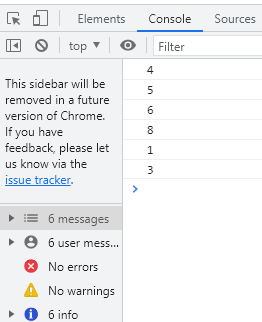 Elements Console Sources
top Filter
This sidebar will be
removed in a future
version of Chrome.
If you have
feedback, please let
us know via the
issue tracker.
6 messages
6 user mess...
No errors
No warnings
6 info
4
5
6
8
1
3